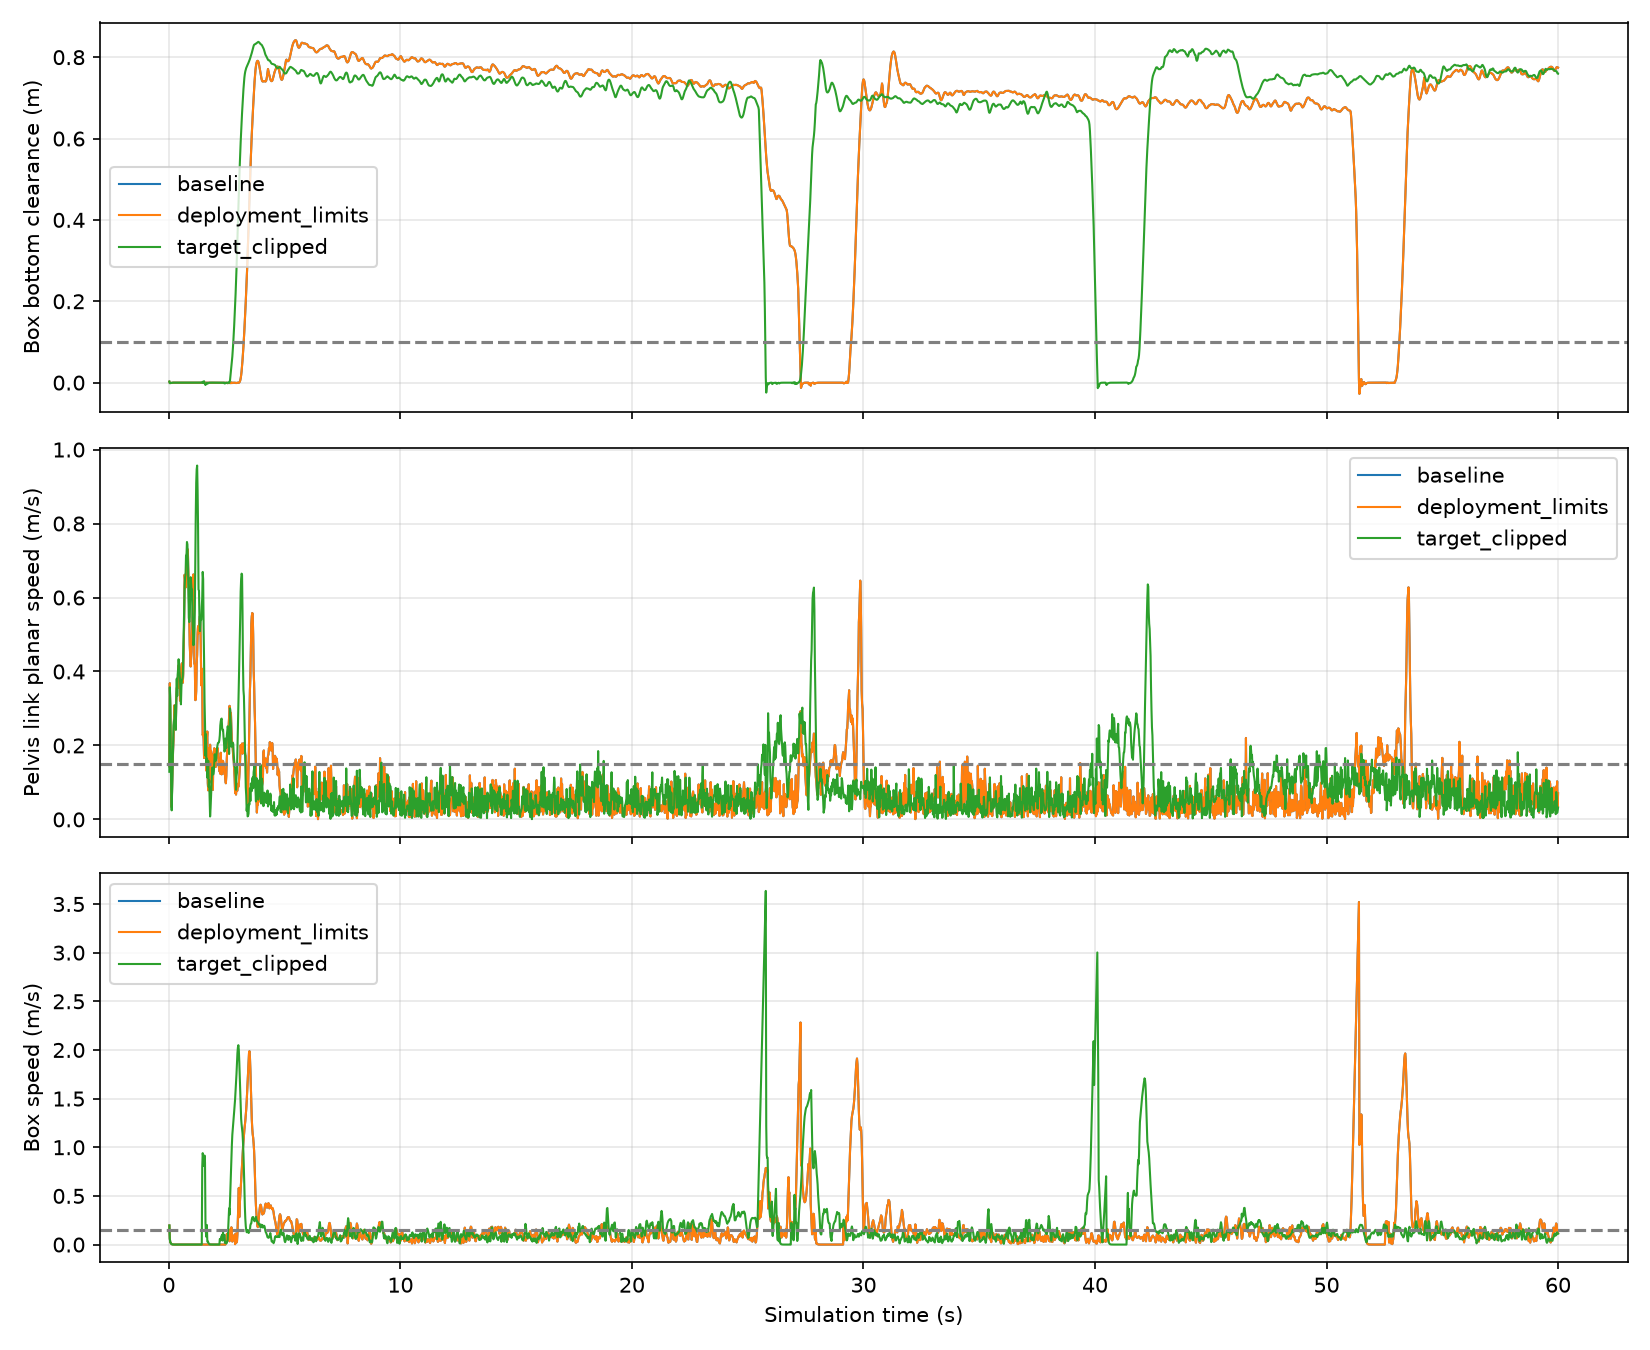 Box bottom clearance (m)
0.8
0.6
0.4
0.2
0.0
baseline
deployment_limits
target_clipped
Pelvis link planar speed (m/s)
1.0
0.8
0.6
0.4
0.2
0.0
baseline
deployment_limits
target_clipped
Box speed (m/s)
3.5
3.0
2.5
2.0
1.5
1.0
0.5
0.0
baseline
deployment_limits
target_clipped
0 10 20 30 40 50 60
Simulation time (s)